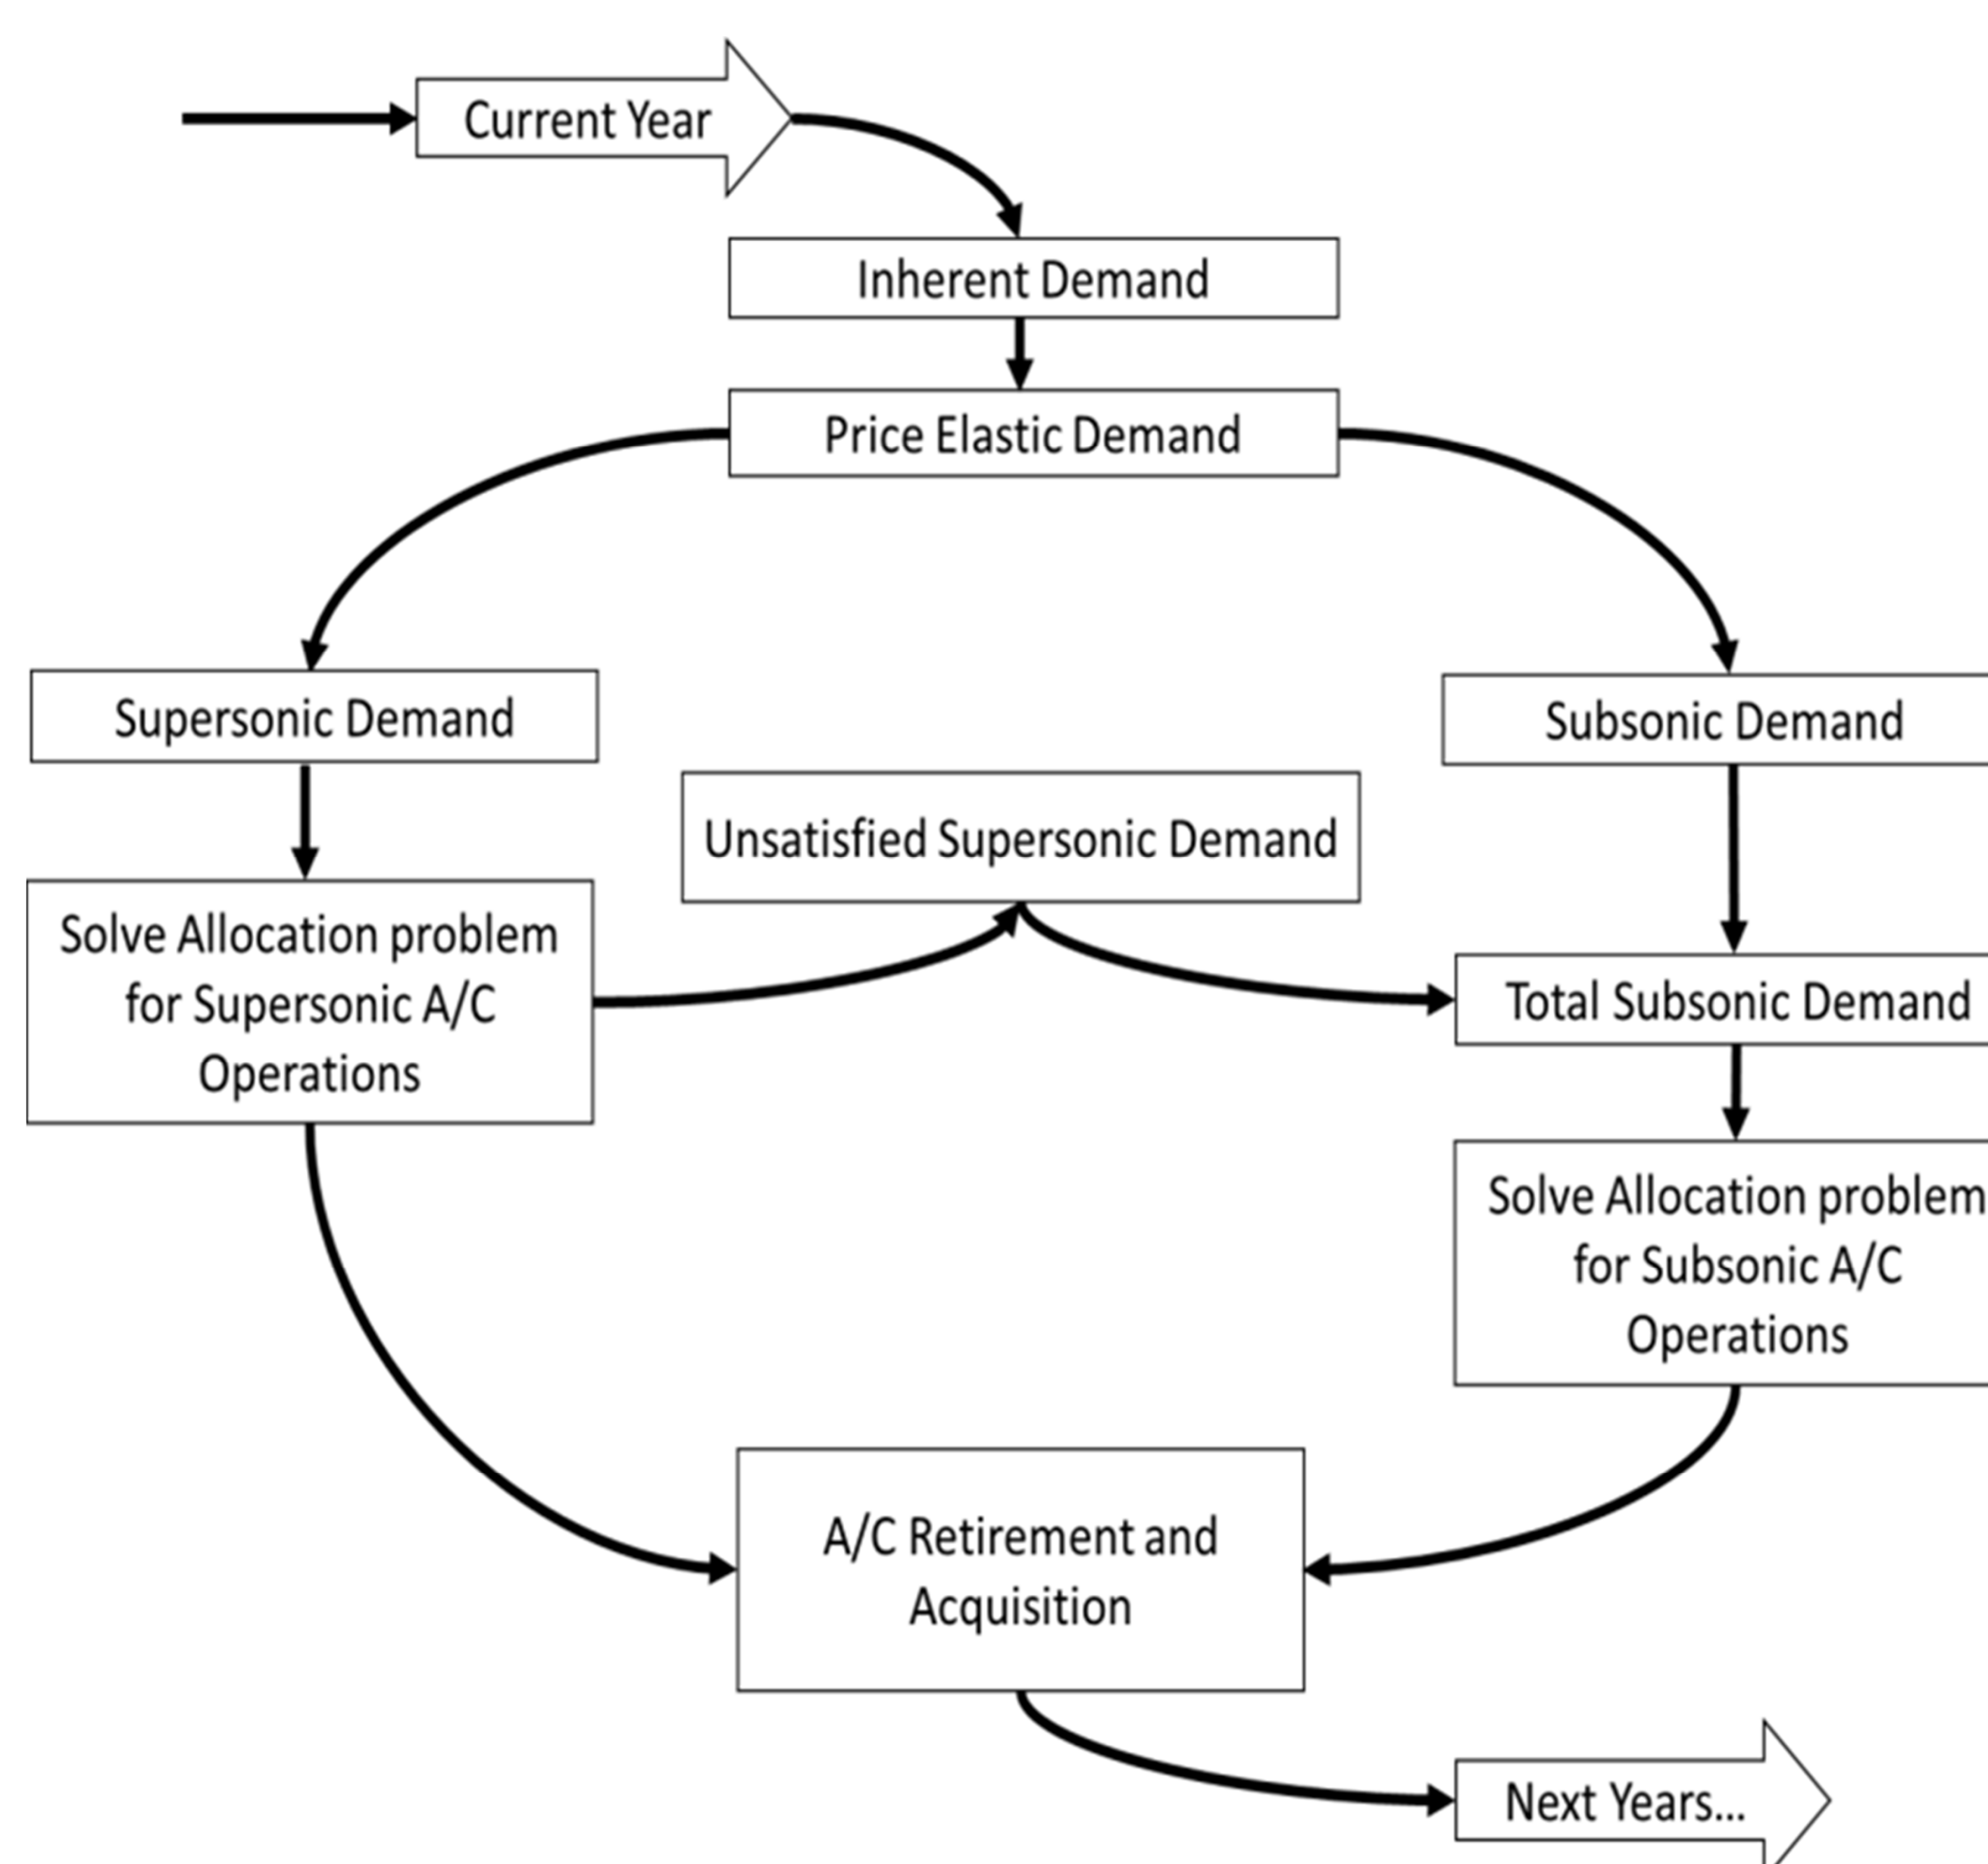 Current Year
Inherent Demand
Price Elastic Demand
Supersonic Demand
Subsonic Demand
Unsatisfied Supersonic Demand
Solve Allocation problem
for Supersonic A/C
Operations
Total Subsonic Demand
Solve Allocation problem
for Subsonic A/C
Operations
A/C Retirement and
Acquisition
Next Years...